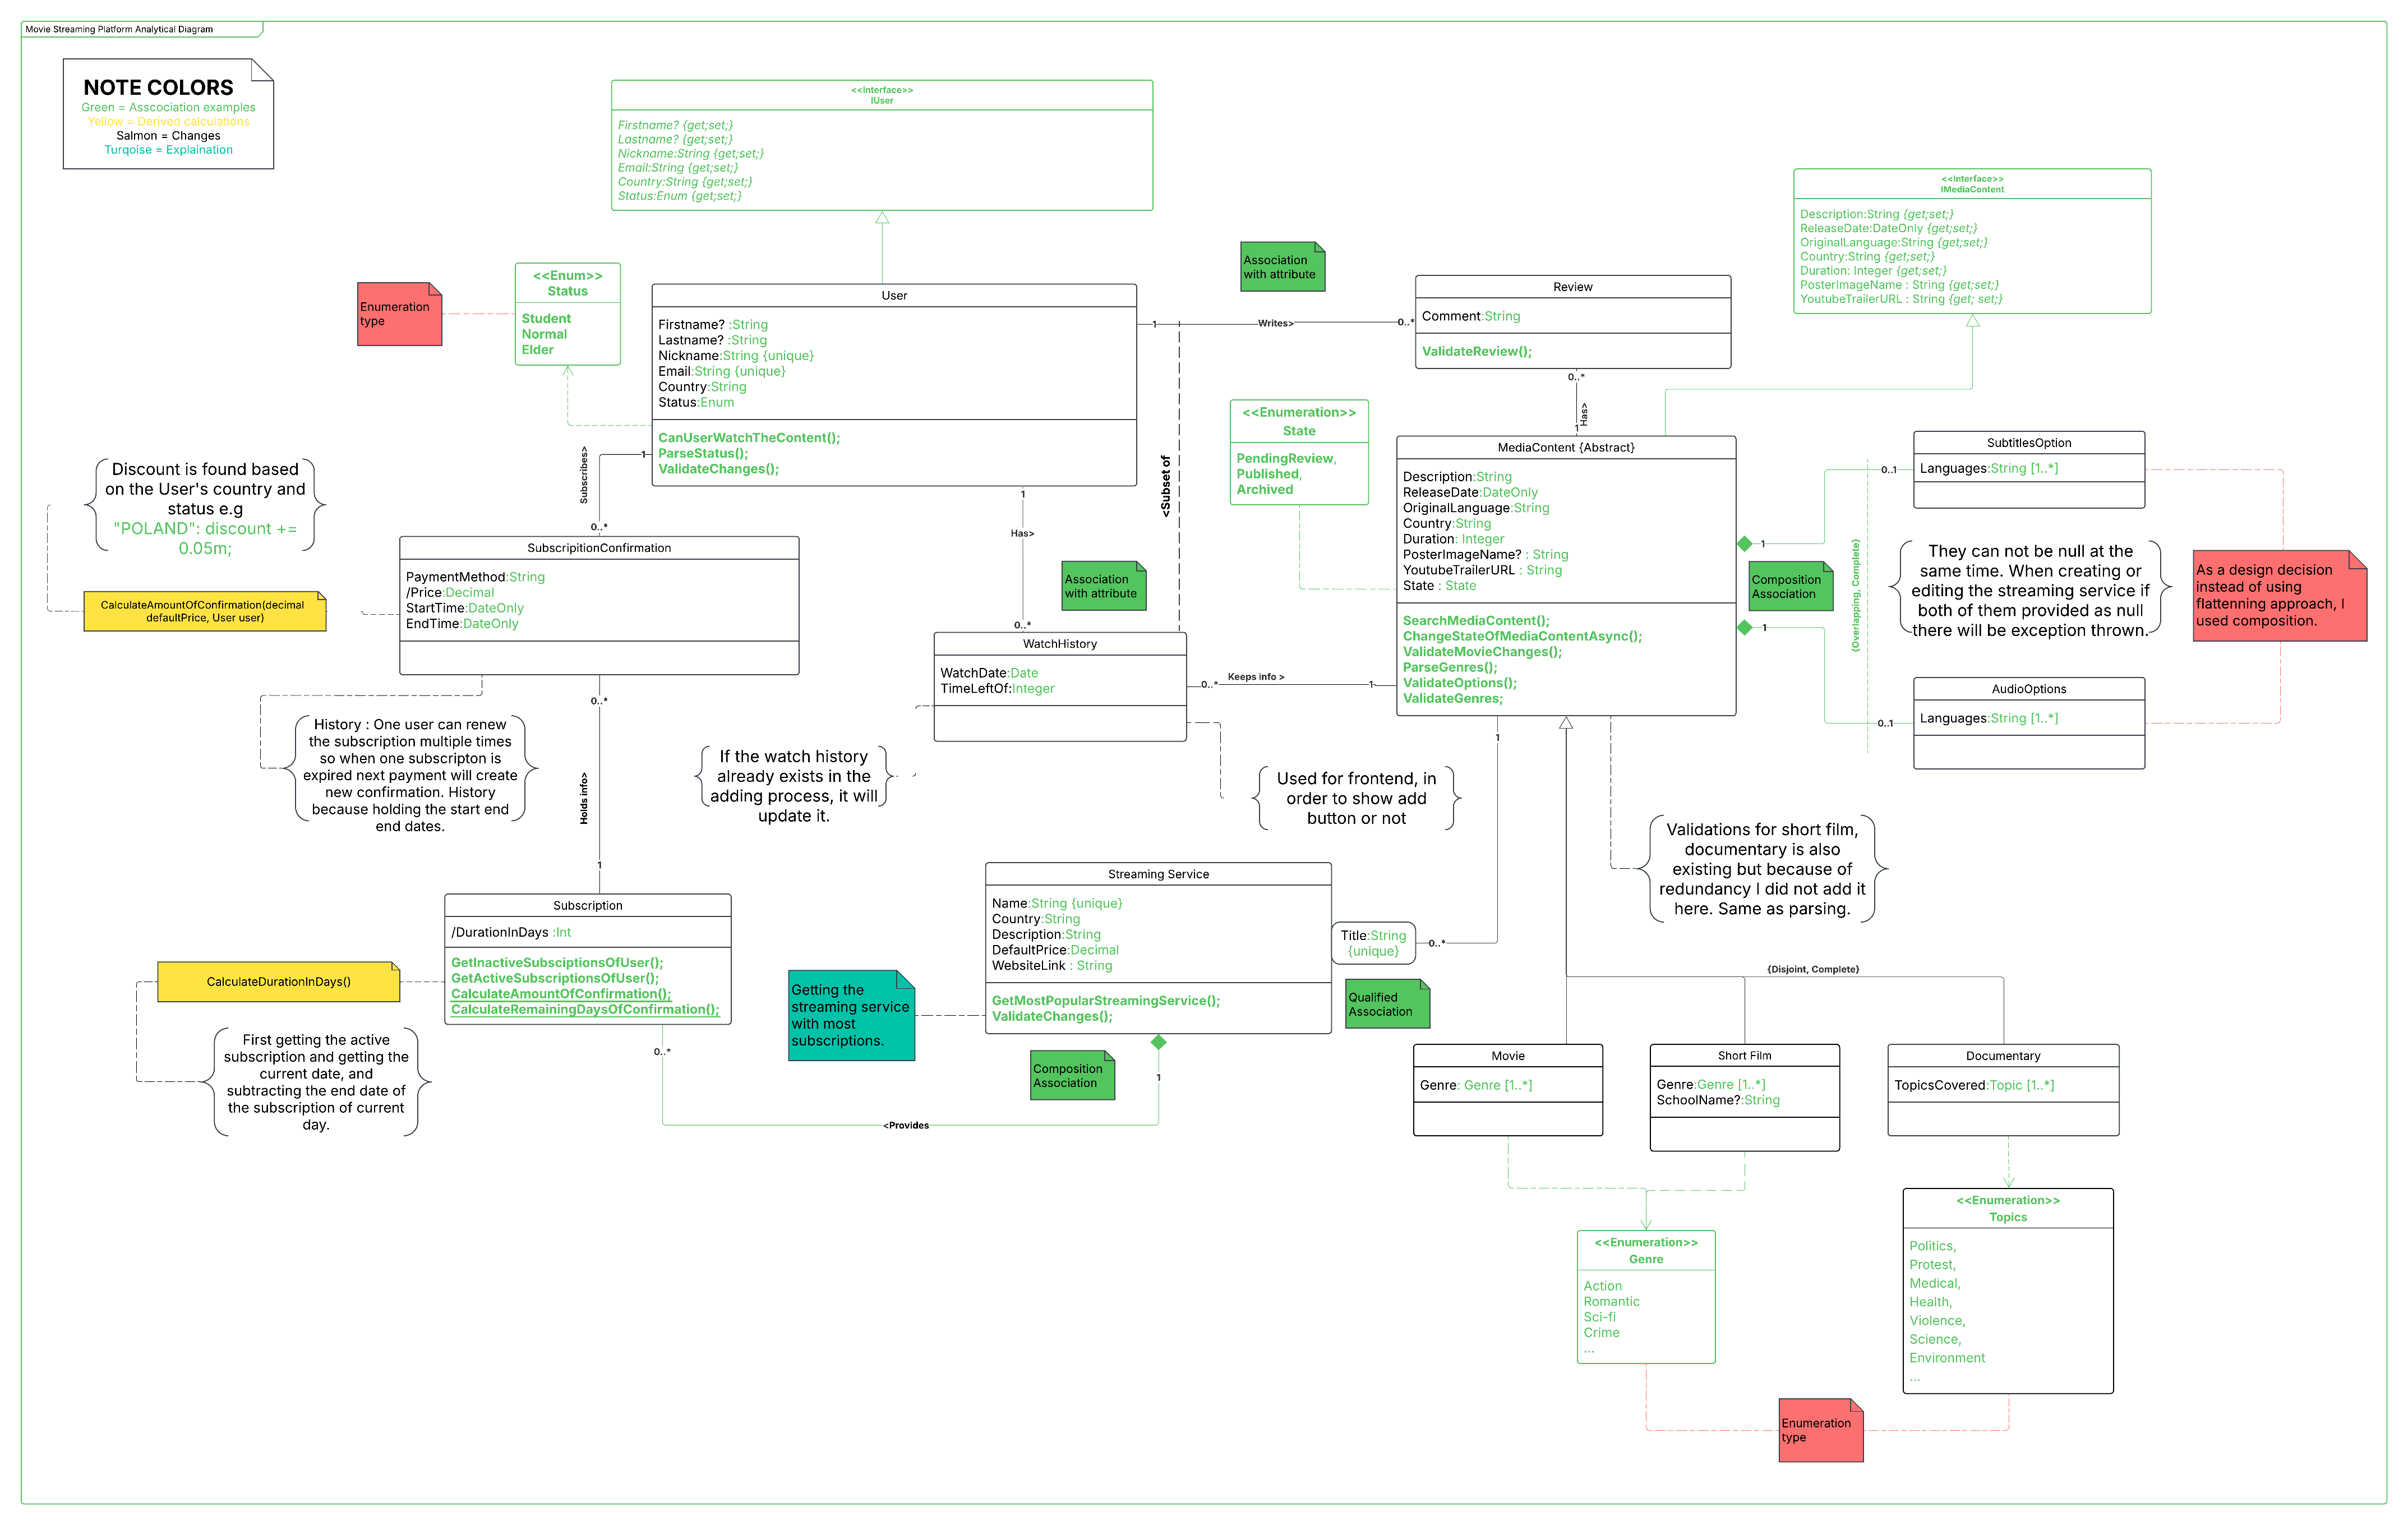 Movie Streaming Platform Analytical Diagram
NOTE COLORS
Green = Asscociation examples
Yellow = Derived calculations
Salmon = Changes
Turqoise = Explaination
<<Interface>>
IUser
Firstname? {get;set;}
Lastname? {get;set;}
Nickname:String {get;set;}
Email:String {get;set;}
Country:String {get;set;}
Status:Enum {get;set;}
<<Interface>>
IMediaContent
Description:String {get;set;}
ReleaseDate:DateOnly {get;set;}
OriginalLanguage:String {get;set;}
Country:String {get;set;}
Duration: Integer {get;set;}
PosterImageName : String {get;set;}
YoutubeTrailerURL : String {get; set;}
Enumeration
type
<<Enum>>
Status
Student
Normal
Elder
User
Firstname? :String
Lastname? :String
Nickname:String {unique}
Email:String {unique}
Country:String
Status:Enum
CanUserWatchTheContent();
ParseStatus();
ValidateChanges();
Association
with attribute
1
Writes>
0..*
Review
Comment:String
ValidateReview();
0..*
Has>
1
<<Enumeration>>
State
PendingReview,
Published,
Archived
MediaContent {Abstract}
Description:String
ReleaseDate:DateOnly
OriginalLanguage:String
Country:String
Duration: Integer
PosterImageName? : String
YoutubeTrailerURL : String
State : State
SearchMediaContent();
ChangeStateOfMediaContentAsync();
ValidateMovieChanges();
ParseGenres();
ValidateOptions();
ValidateGenres;
SubtitlesOption
Languages:String [1..*]
0..1
1
{Overlapping, Complete}
Composition
Association
1
0..1
They can not be null at the
same time. When creating or
editing the streaming service if
both of them provided as null
there will be exception thrown.
As a design decision
instead of using
flattenning approach, I
used composition.
AudioOptions
Languages:String [1..*]
Discount is found based
on the User's country and
status e.g
"POLAND": discount +=
0.05m;
CalculateAmountOfConfirmation(decimal
defaultPrice, User user)
1
Subscribes>
0..*
SubscripitionConfirmation
PaymentMethod:String
/Price:Decimal
StartTime:DateOnly
EndTime:DateOnly
1
Has>
0..*
<Subset of
Association
with attribute
WatchHistory
WatchDate:Date
TimeLeftOf:Integer
0..*
Keeps info >
1
History : One user can renew
the subscription multiple times
so when one subscripton is
expired next payment will create
new confirmation. History
because holding the start end
end dates.
0..*
Holds info>
1
If the watch history
already exists in the
adding process, it will
update it.
Used for frontend, in
order to show add
button or not
Validations for short film,
documentary is also
existing but because of
redundancy I did not add it
here. Same as parsing.
Subscription
/DurationInDays :Int
GetInactiveSubsciptionsOfUser();
GetActiveSubscriptionsOfUser();
CalculateAmountOfConfirmation();
CalculateRemainingDaysOfConfirmation();
CalculateDurationInDays()
First getting the active
subscription and getting the
current date, and
subtracting the end date of
the subscription of current
day.
Getting the
streaming service
with most
subscriptions.
Streaming Service
Name:String {unique}
Country:String
Description:String
DefaultPrice:Decimal
WebsiteLink : String
GetMostPopularStreamingService();
ValidateChanges();
Title:String
{unique}
0..*
1
Qualified
Association
Composition
Association
0..*
<Provides
1
{Disjoint, Complete}
Movie
Genre: Genre [1..*]
Short Film
Genre:Genre [1..*]
SchoolName?:String
Documentary
TopicsCovered:Topic [1..*]
<<Enumeration>>
Genre
Action
Romantic
Sci-fi
Crime
...
<<Enumeration>>
Topics
Politics,
Protest,
Medical,
Health,
Violence,
Science,
Environment
...
Enumeration
type